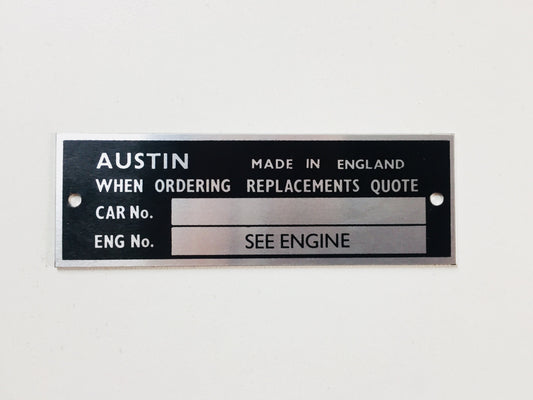 AUSTIN MADE IN ENGLAND
WHEN ORDERING REPLACEMENTS QUOTE
CAR No.
ENG No. SEE ENGINE